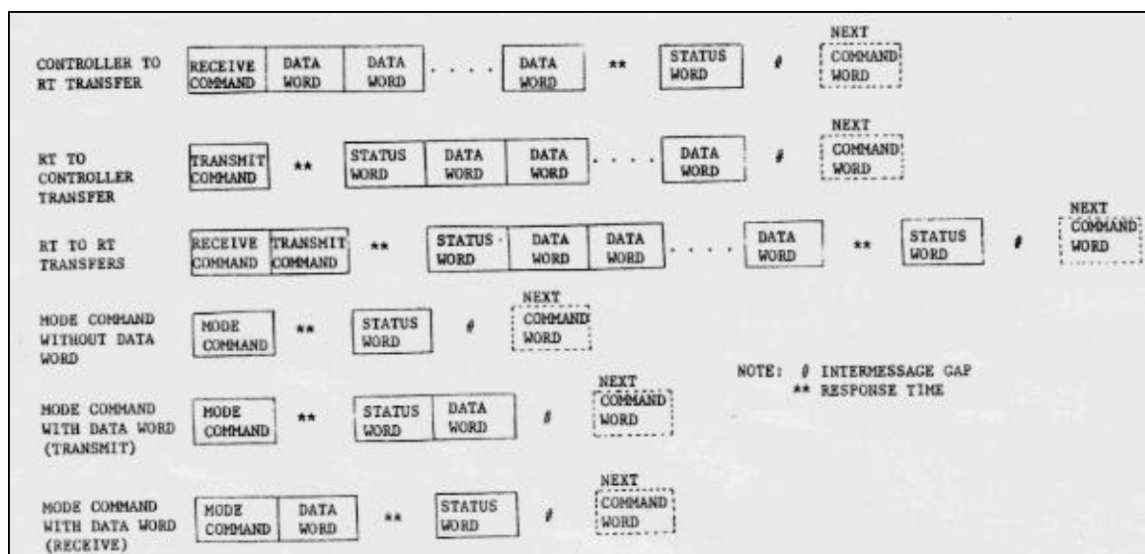 CONTROLLER TO
RT TRANSFER
RECEIVE
COMMAND
DATA
WORD
DATA
WORD
. . . .
DATA
WORD
**
STATUS
WORD
#
NEXT
COMMAND
WORD
RT TO
CONTROLLER
TRANSFER
TRANSMIT
COMMAND
**
STATUS
WORD
DATA
WORD
DATA
WORD
. . . .
DATA
WORD
#
NEXT
COMMAND
WORD
RT TO RT
TRANSFERS
RECEIVE
COMMAND
TRANSMIT
COMMAND
**
STATUS
WORD
DATA
WORD
DATA
WORD
. . . .
DATA
WORD
**
STATUS
WORD
#
NEXT
COMMAND
WORD
MODE COMMAND
WITHOUT DATA
WORD
MODE
COMMAND
**
STATUS
WORD
#
NEXT
COMMAND
WORD
NOTE: # INTERMESSAGE GAP
** RESPONSE TIME
MODE COMMAND
WITH DATA WORD
(TRANSMIT)
MODE
COMMAND
**
STATUS
WORD
DATA
WORD
#
NEXT
COMMAND
WORD
MODE COMMAND
WITH DATA WORD
(RECEIVE)
MODE
COMMAND
DATA
WORD
**
STATUS
WORD
#
NEXT
COMMAND
WORD